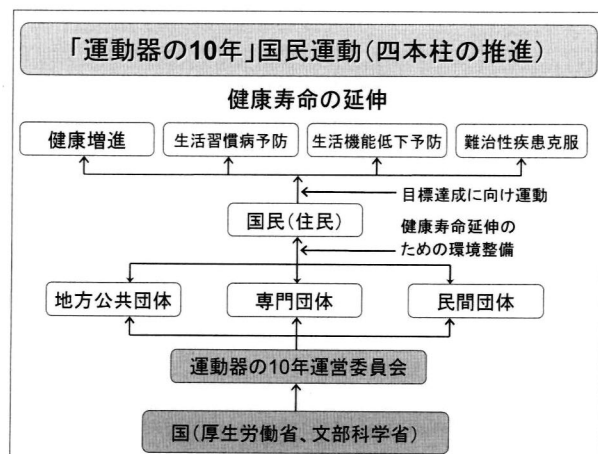 「運動器の10年」国民運動(四本柱の推進)
健康寿命の延伸
健康増進
生活習慣病予防
生活機能低下予防
難治性疾患克服
目標達成に向け運動
国民(住民)
健康寿命延伸の
ための環境整備
地方公共団体
専門団体
民間団体
運動器の10年運営委員会
国(厚生労働省、文部科学省)